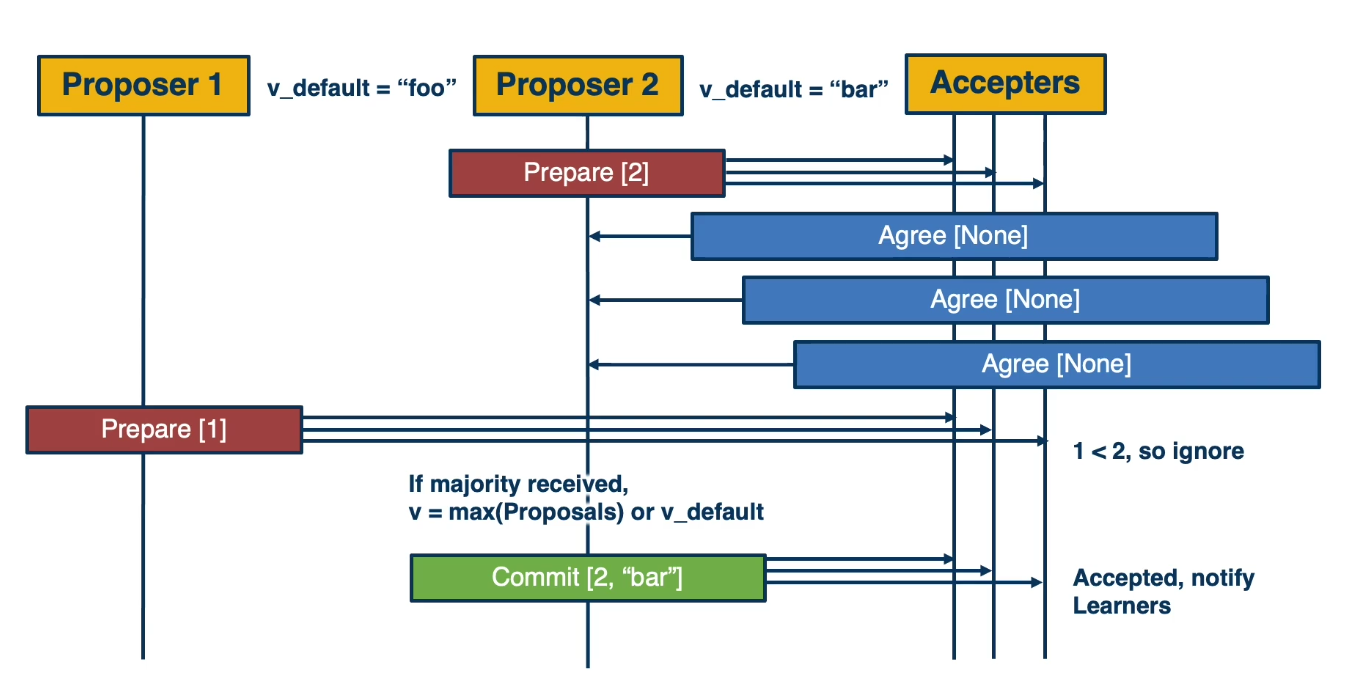 Proposer 1
v_default = “foo”
Proposer 2
v_default = “bar”
Accepters
Prepare [2]
Agree [None]
Agree [None]
Agree [None]
Prepare [1]
1 < 2, so ignore
If majority received,
v = max(Proposals) or v_default
Commit [2, “bar”]
Accepted, notify
Learners